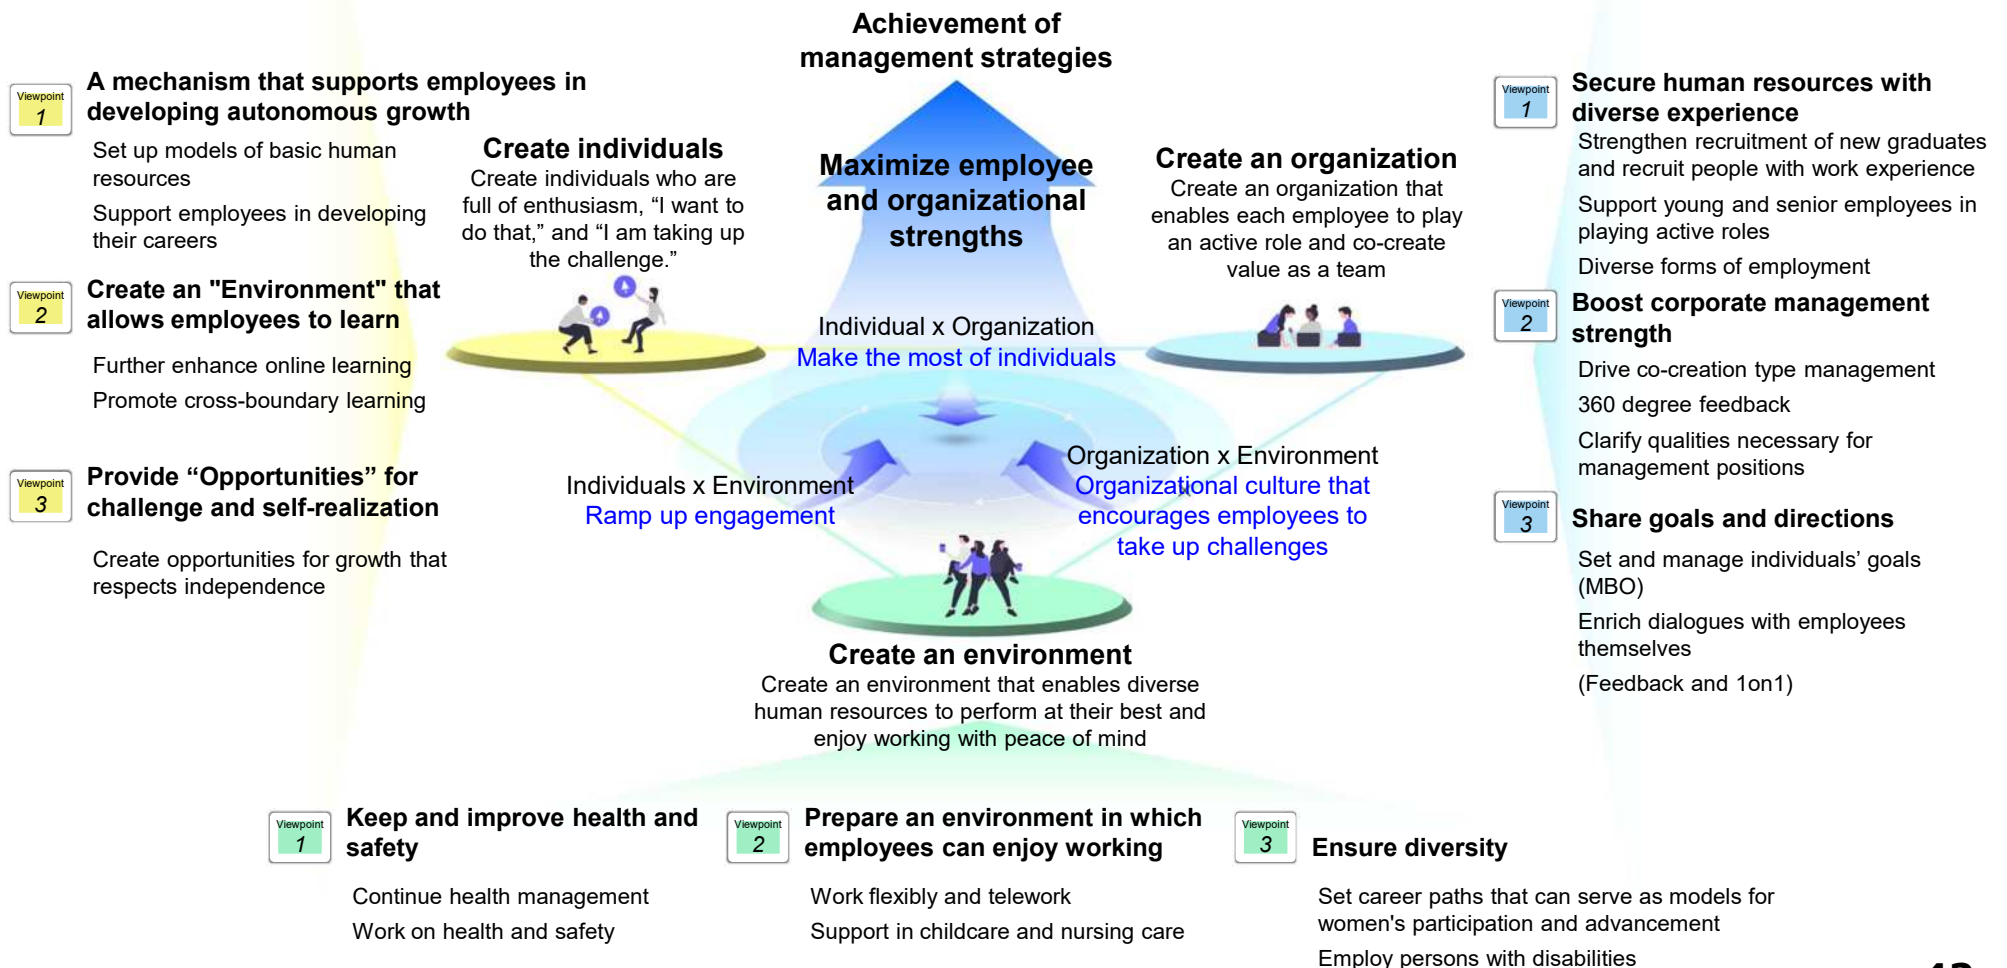 Achievement of
management strategies
Maximize employee
and organizational
strengths
Viewpoint
1
A mechanism that supports employees in
developing autonomous growth
Set up models of basic human
resources
Support employees in developing
their careers
Viewpoint
2
Create an "Environment" that
allows employees to learn
Further enhance online learning
Promote cross-boundary learning
Viewpoint
3
Provide “Opportunities” for
challenge and self-realization
Create opportunities for growth that
respects independence
Create individuals
Create individuals who are
full of enthusiasm, “I want to
do that,” and “I am taking up
the challenge.”
Create an organization
Create an organization that
enables each employee to play
an active role and co-create
value as a team
Individual x Organization
Make the most of individuals
Individuals x Environment
Ramp up engagement
Organization x Environment
Organizational culture that
encourages employees to
take up challenges
Create an environment
Create an environment that enables diverse
human resources to perform at their best and
enjoy working with peace of mind
Viewpoint
1
Secure human resources with
diverse experience
Strengthen recruitment of new graduates
and recruit people with work experience
Support young and senior employees in
playing active roles
Diverse forms of employment
Viewpoint
2
Boost corporate management
strength
Drive co-creation type management
360 degree feedback
Clarify qualities necessary for
management positions
Viewpoint
3
Share goals and directions
Set and manage individuals’ goals
(MBO)
Enrich dialogues with employees
themselves
(Feedback and 1on1)
Viewpoint
1
Keep and improve health and
safety
Continue health management
Work on health and safety
Viewpoint
2
Prepare an environment in which
employees can enjoy working
Work flexibly and telework
Support in childcare and nursing care
Viewpoint
3
Ensure diversity
Set career paths that can serve as models for
women's participation and advancement
Employ persons with disabilities